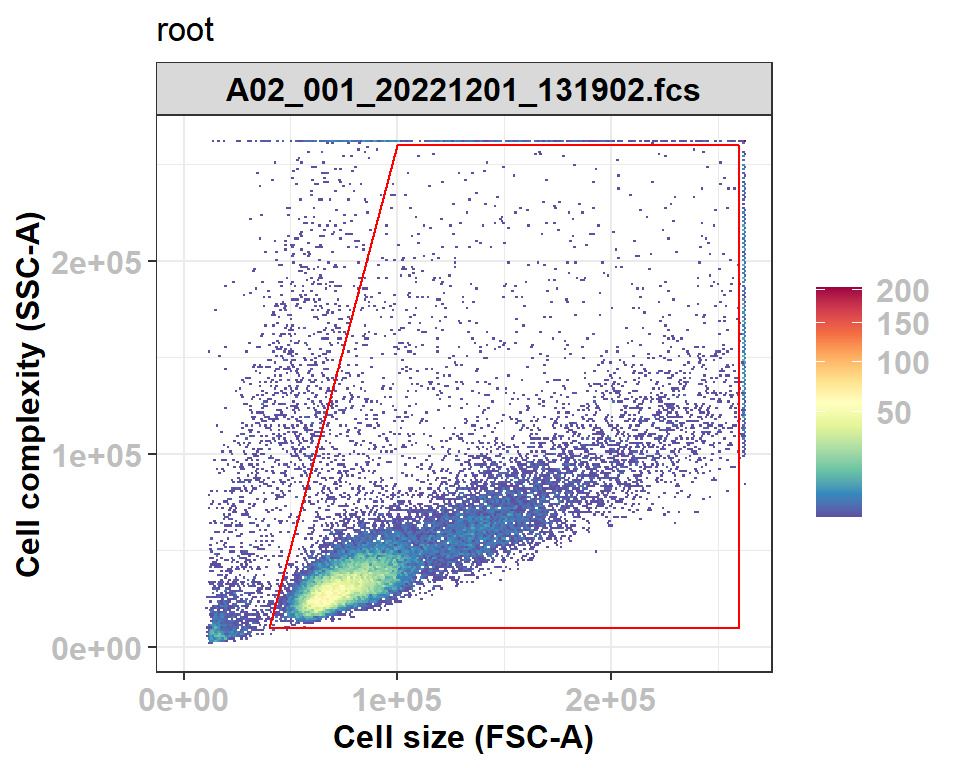 root
A02_001_20221201_131902.fcs
Cell complexity (SSC-A)
2e+05
1e+05
0e+00
0e+00 1e+05 2e+05
Cell size (FSC-A)
200
150
100
50